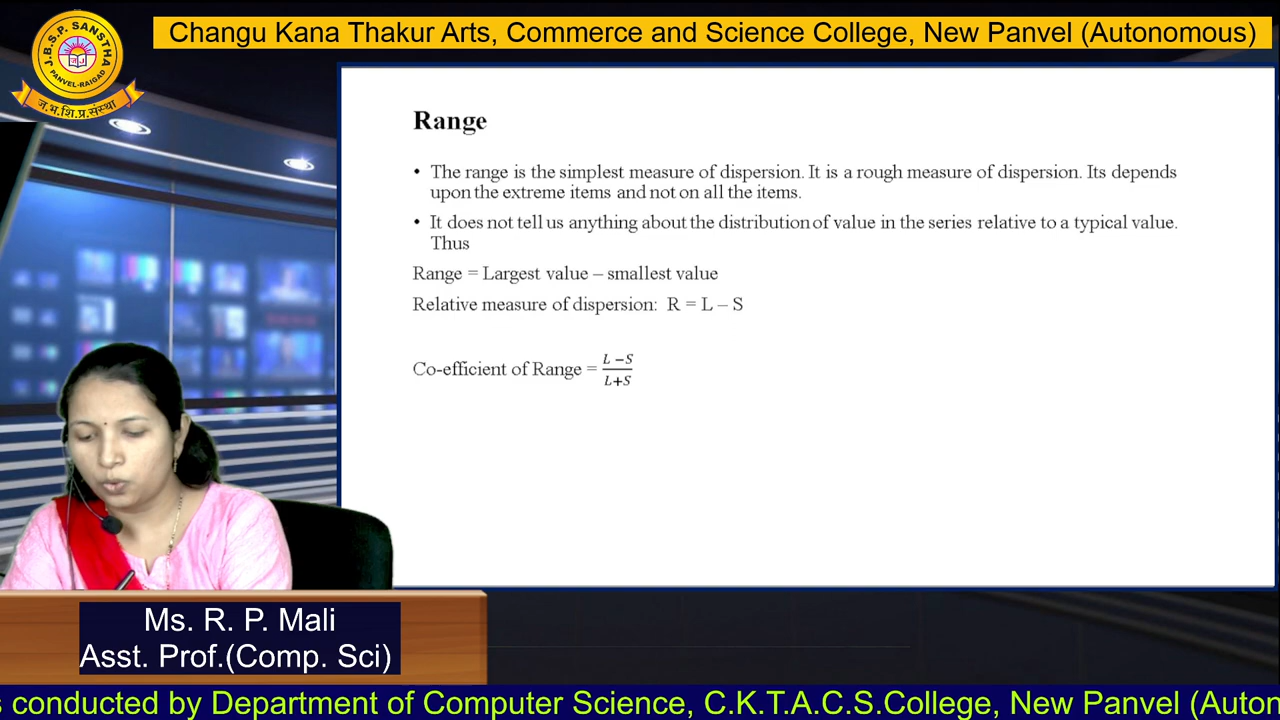 Changu Kana Thakur Arts, Commerce and Science College, New Panvel (Autonomous)
J.B.S.P. SANSTHA
PANVEL-RAIGAD
ज.भ.शि.प्र.संस्था
Range
• The range is the simplest measure of dispersion. It is a rough measure of dispersion. Its depends
upon the extreme items and not on all the items.
• It does not tell us anything about the distribution of value in the series relative to a typical value.
Thus
Range = Largest value – smallest value
Relative measure of dispersion: R = L – S
Co-efficient of Range = L – S / L+S
Ms. R. P. Mali
Asst. Prof.(Comp. Sci)
s conducted by Department of Computer Science, C.K.T.A.C.S.College, New Panvel (Auton